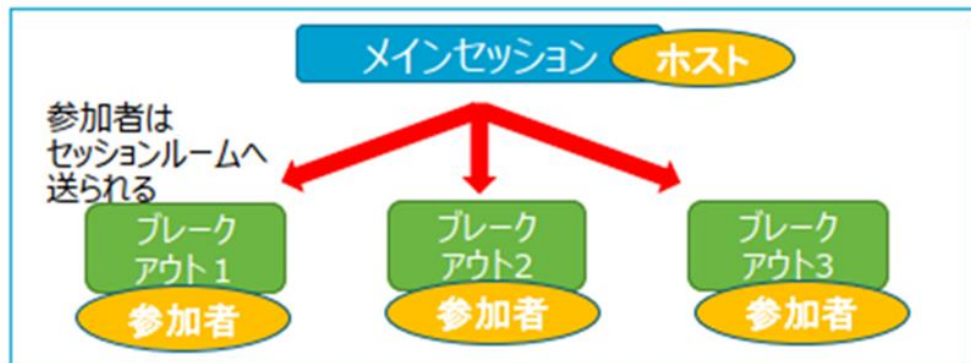 メインセッション
ホスト
参加者は
セッションルームへ
送られる
ブレーク
アウト1
ブレーク
アウト2
ブレーク
アウト3
参加者
参加者
参加者